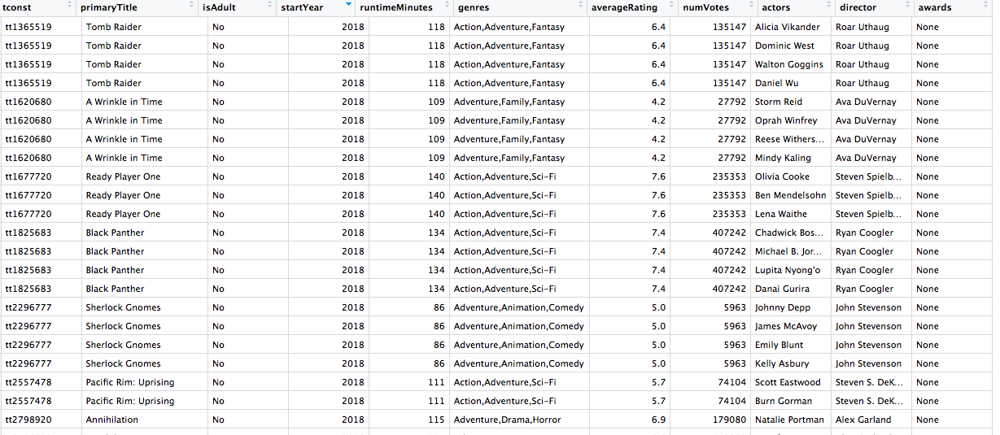 tconst primaryTitle isAdult startYear runtimeMinutes genres averageRating numVotes actors director awards
tt1365519 Tomb Raider No 2018 118 Action,Adventure,Fantasy 6.4 135147 Alicia Vikander Roar Uthaug None
tt1365519 Tomb Raider No 2018 118 Action,Adventure,Fantasy 6.4 135147 Dominic West Roar Uthaug None
tt1365519 Tomb Raider No 2018 118 Action,Adventure,Fantasy 6.4 135147 Walton Goggins Roar Uthaug None
tt1365519 Tomb Raider No 2018 118 Action,Adventure,Fantasy 6.4 135147 Daniel Wu Roar Uthaug None
tt1620680 A Wrinkle in Time No 2018 109 Adventure,Family,Fantasy 4.2 27792 Storm Reid Ava DuVernay None
tt1620680 A Wrinkle in Time No 2018 109 Adventure,Family,Fantasy 4.2 27792 Oprah Winfrey Ava DuVernay None
tt1620680 A Wrinkle in Time No 2018 109 Adventure,Family,Fantasy 4.2 27792 Reese Withers... Ava DuVernay None
tt1620680 A Wrinkle in Time No 2018 109 Adventure,Family,Fantasy 4.2 27792 Mindy Kaling Ava DuVernay None
tt1677720 Ready Player One No 2018 140 Action,Adventure,Sci-Fi 7.6 235353 Olivia Cooke Steven Spielb... None
tt1677720 Ready Player One No 2018 140 Action,Adventure,Sci-Fi 7.6 235353 Ben Mendelsohn Steven Spielb... None
tt1677720 Ready Player One No 2018 140 Action,Adventure,Sci-Fi 7.6 235353 Lena Waithe Steven Spielb... None
tt1825683 Black Panther No 2018 134 Action,Adventure,Sci-Fi 7.4 407242 Chadwick Bos... Ryan Coogler None
tt1825683 Black Panther No 2018 134 Action,Adventure,Sci-Fi 7.4 407242 Michael B. Jor... Ryan Coogler None
tt1825683 Black Panther No 2018 134 Action,Adventure,Sci-Fi 7.4 407242 Lupita Nyong'o Ryan Coogler None
tt1825683 Black Panther No 2018 134 Action,Adventure,Sci-Fi 7.4 407242 Danai Gurira Ryan Coogler None
tt2296777 Sherlock Gnomes No 2018 86 Adventure,Animation,Comedy 5.0 5963 Johnny Depp John Stevenson None
tt2296777 Sherlock Gnomes No 2018 86 Adventure,Animation,Comedy 5.0 5963 James McAvoy John Stevenson None
tt2296777 Sherlock Gnomes No 2018 86 Adventure,Animation,Comedy 5.0 5963 Emily Blunt John Stevenson None
tt2296777 Sherlock Gnomes No 2018 86 Adventure,Animation,Comedy 5.0 5963 Kelly Asbury John Stevenson None
tt2557478 Pacific Rim: Uprising No 2018 111 Action,Adventure,Sci-Fi 5.7 74104 Scott Eastwood Steven S. DeK... None
tt2557478 Pacific Rim: Uprising No 2018 111 Action,Adventure,Sci-Fi 5.7 74104 Burn Gorman Steven S. DeK... None
tt2798920 Annihilation No 2018 115 Adventure,Drama,Horror 6.9 179080 Natalie Portman Alex Garland None